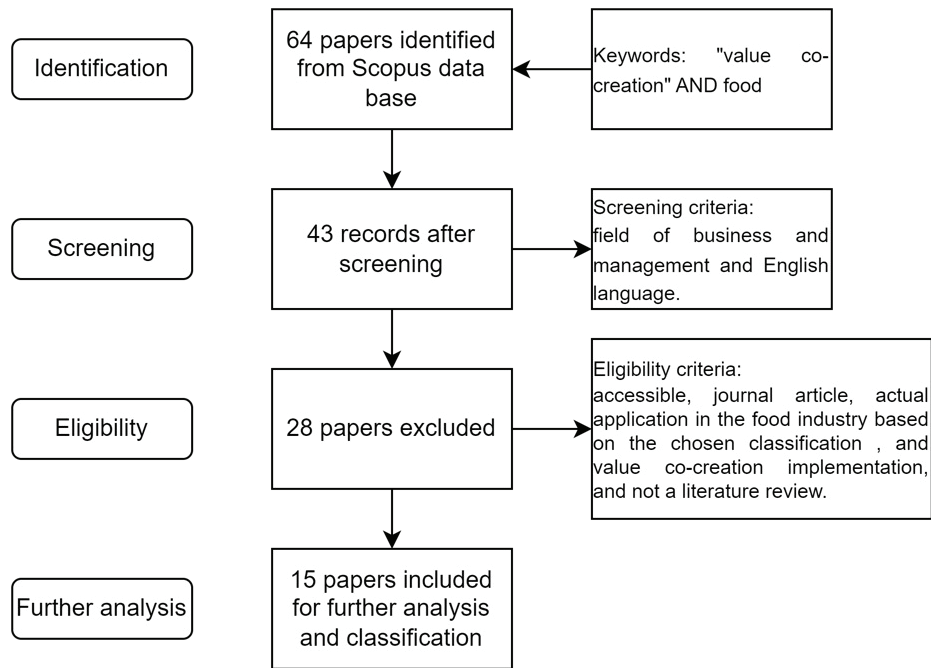 Identification
64 papers identified
from Scopus data
base
Keywords: "value co-
creation" AND food
Screening
43 records after
screening
Screening criteria:
field of business and
management and English
language.
Eligibility
28 papers excluded
Eligibility criteria:
accessible, journal article, actual
application in the food industry based
on the chosen classification , and
value co-creation implementation,
and not a literature review.
Further analysis
15 papers included
for further analysis
and classification